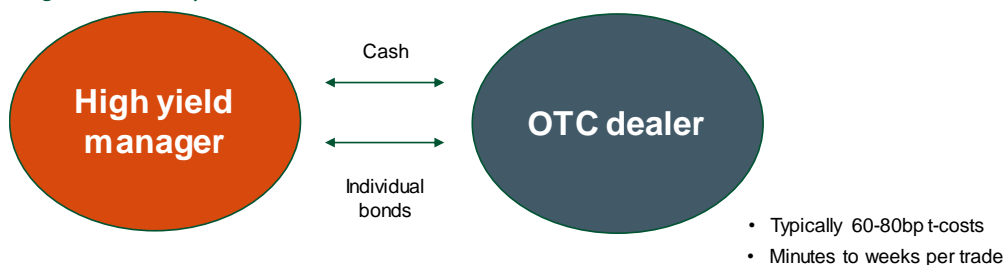 Cash
High yield
manager
OTC dealer
Individual
bonds
• Typically 60-80bp t-costs
• Minutes to weeks per trade